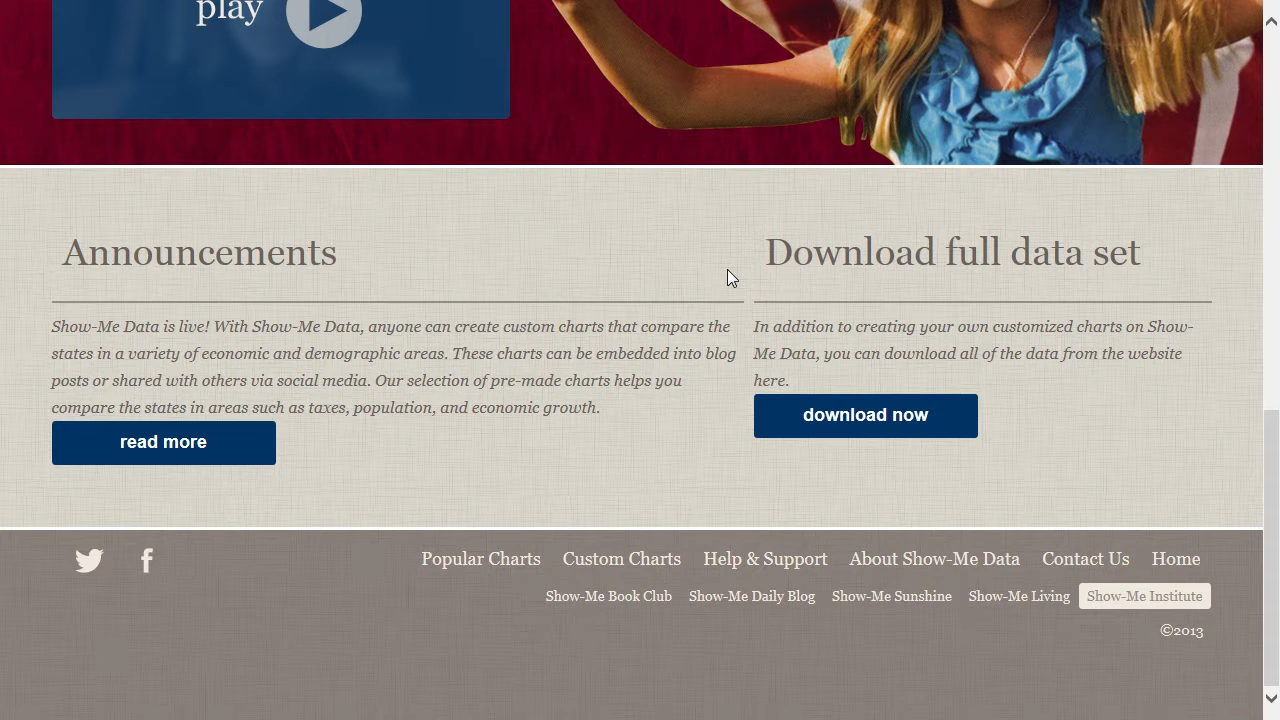 play
Announcements
Show-Me Data is live! With Show-Me Data, anyone can create custom charts that compare the
states in a variety of economic and demographic areas. These charts can be embedded into blog
posts or shared with others via social media. Our selection of pre-made charts helps you
compare the states in areas such as taxes, population, and economic growth.
read more
Download full data set
In addition to creating your own customized charts on Show-
Me Data, you can download all of the data from the website
here.
download now
Popular Charts Custom Charts Help & Support About Show-Me Data Contact Us Home
Show-Me Book Club Show-Me Daily Blog Show-Me Sunshine Show-Me Living Show-Me Institute
©2013